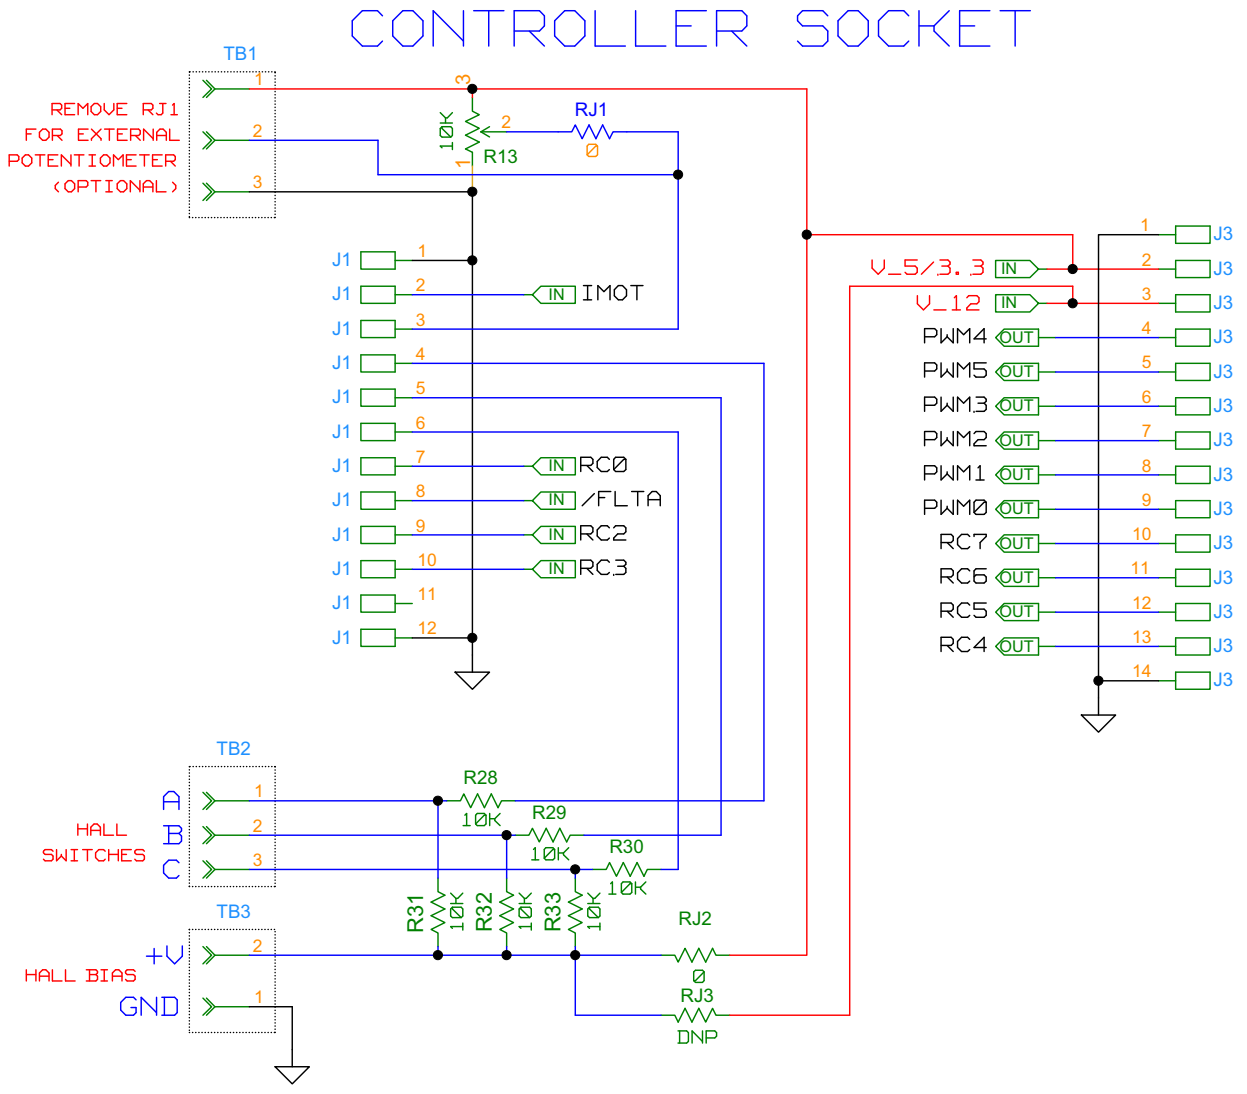 CONTROLLER SOCKET
TB1
1
2
3
REMOVE RJ1
FOR EXTERNAL
POTENTIOMETER
(OPTIONAL)
3
10K
2
1
R13
RJ1
0
J1 1
J1 2 IN IMOT
J1 3
J1 4
J1 5
J1 6
J1 7 IN RC0
J1 8 IN /FLTA
J1 9 IN RC2
J1 10 IN RC3
J1 11
J1 12
1 J3
V_5/3.3 IN 2 J3
V_12 IN 3 J3
PWM4 OUT 4 J3
PWM5 OUT 5 J3
PWM3 OUT 6 J3
PWM2 OUT 7 J3
PWM1 OUT 8 J3
PWM0 OUT 9 J3
RC7 OUT 10 J3
RC6 OUT 11 J3
RC5 OUT 12 J3
RC4 OUT 13 J3
14 J3
TB2
A 1
B 2
C 3
HALL
SWITCHES
R28
10K
R29
10K
R30
10K
R31 10K
R32 10K
R33 10K
TB3
+V 2
HALL BIAS
GND 1
RJ2
0
RJ3
DNP